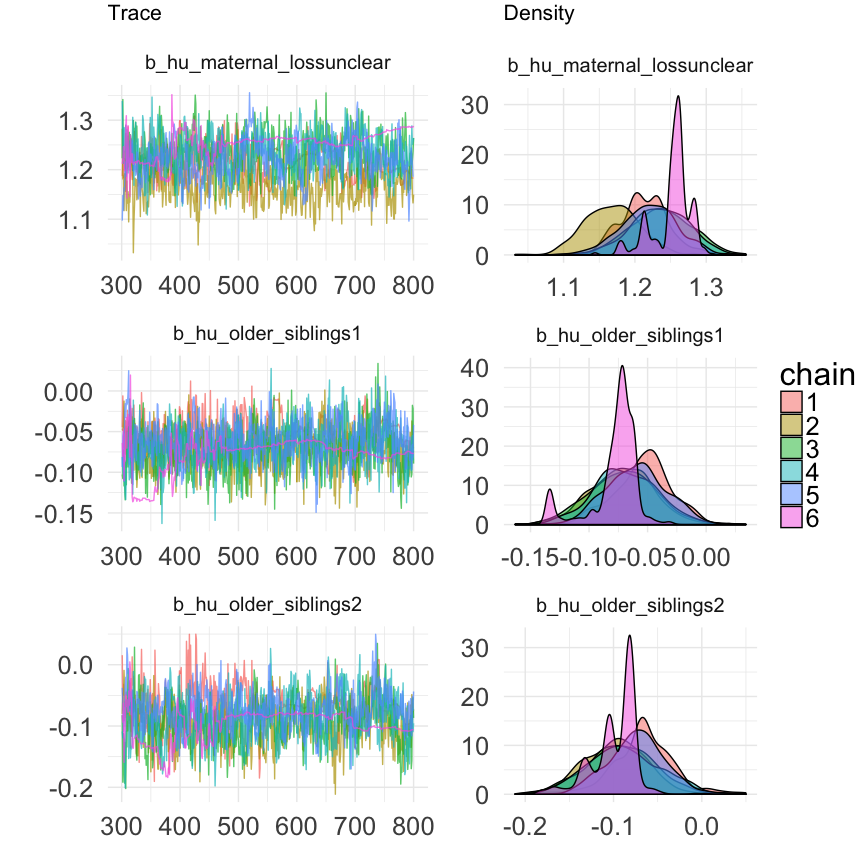 Trace Density
b_hu_maternal_lossunclear b_hu_maternal_lossunclear
1.3
1.2
1.1
300 400 500 600 700 800
30
20
10
0
1.1 1.2 1.3
b_hu_older_siblings1 b_hu_older_siblings1
0.00
-0.05
-0.10
-0.15
300 400 500 600 700 800
40
30
20
10
0
-0.15 -0.10 -0.05 0.00
chain
1
2
3
4
5
6
b_hu_older_siblings2 b_hu_older_siblings2
0.0
-0.1
-0.2
300 400 500 600 700 800
30
20
10
0
-0.2 -0.1 0.0